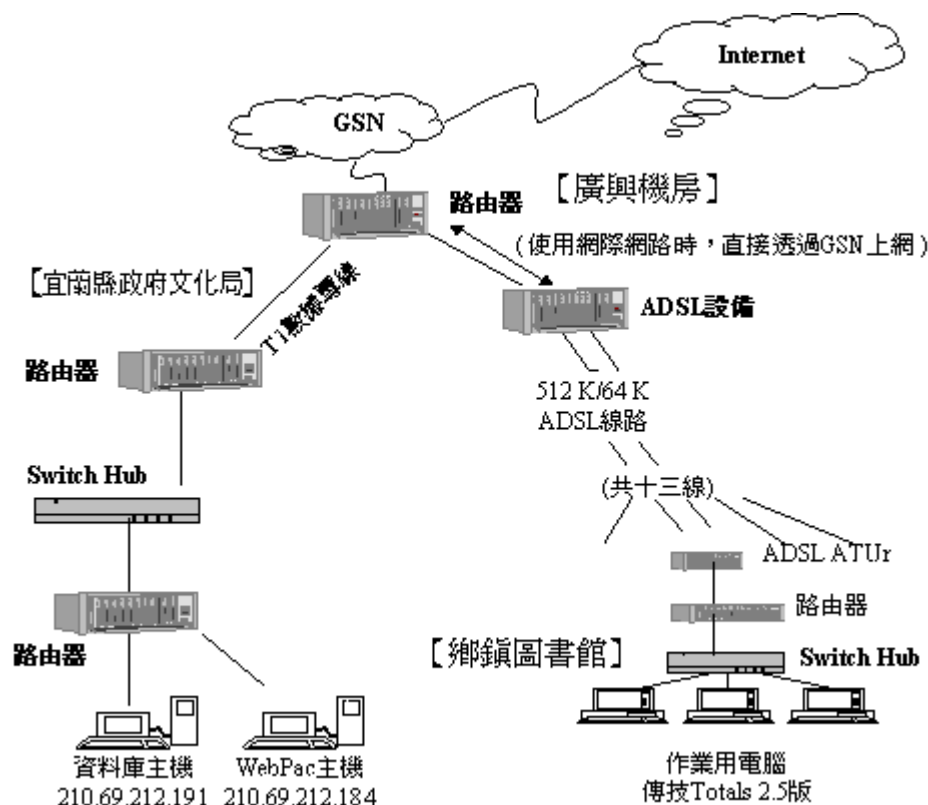 Internet
GSN
【廣興機房】
路由器
(使用網際網路時，直接透過GSN上網)
【宜蘭縣政府文化局】
T1數據專線
ADSL設備
路由器
512 K/64 K
ADSL線路
Switch Hub
(共十三線)
ADSL ATUr
路由器
路由器
【鄉鎮圖書館】
Switch Hub
資料庫主機
210.69.212.191
WebPac主機
210.69.212.184
作業用電腦
傳技Totals 2.5版